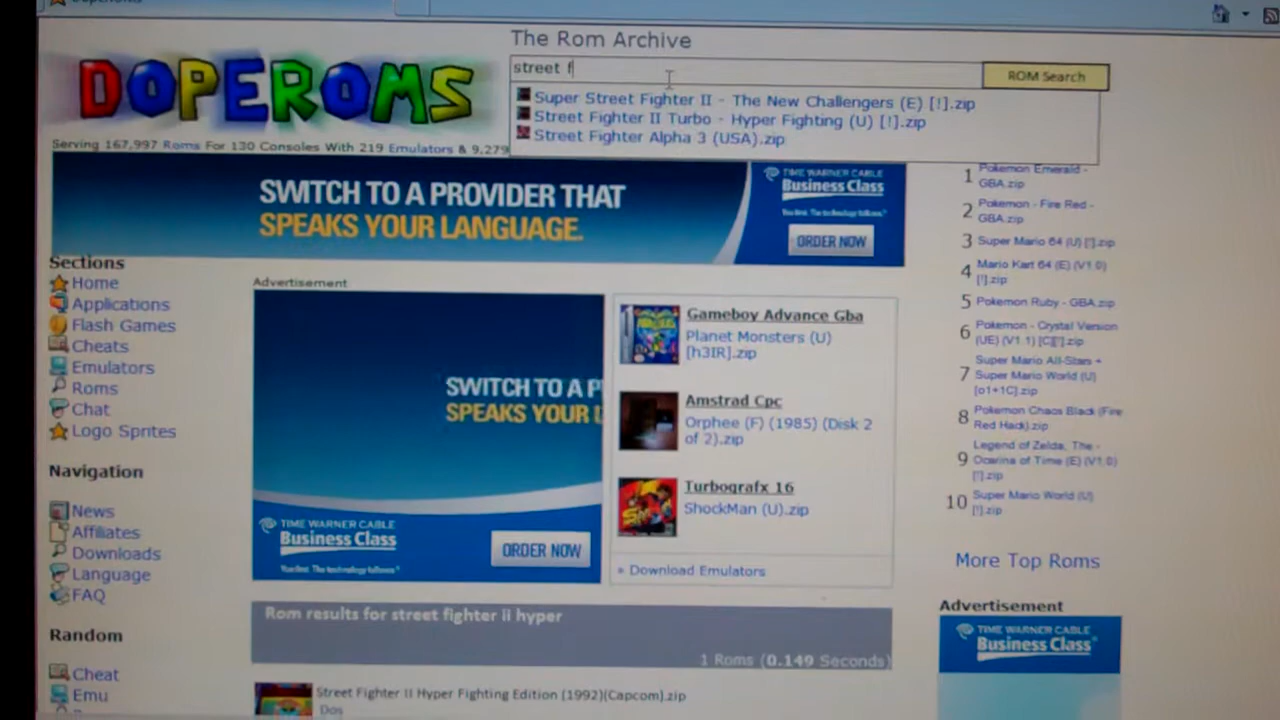 The Rom Archive
DOPEROMS
street f
ROM Search
Super Street Fighter II - The New Challengers (E) [!].zip
Street Fighter II Turbo - Hyper Fighting (U) [!].zip
Street Fighter Alpha 3 (USA).zip
Serving 167,997 Roms For 130 Consoles With 219 Emulators & 9,279
SWITCH TO A PROVIDER THAT
SPEAKS YOUR LANGUAGE.
TIME WARNER CABLE
Business Class
ORDER NOW
Sections
Home
Applications
Flash Games
Cheats
Emulators
Roms
Chat
Logo Sprites
Navigation
News
Affiliates
Downloads
Language
FAQ
Random
Cheat
Emu
Advertisement
SWITCH TO A P
SPEAKS YOUR L
TIME WARNER CABLE
Business Class
ORDER NOW
Gameboy Advance Gba
Planet Monsters (U)
[h3IR].zip
Amstrad Cpc
Orphee (F) (1985) (Disk 2
of 2).zip
Turbografx 16
ShockMan (U).zip
» Download Emulators
Rom results for street fighter ii hyper
1 Roms (0.149 Seconds)
Street Fighter II Hyper Fighting Edition (1992)(Capcom).zip
Dos
1 Pokemon Emerald -
GBA.zip
2 Pokemon - Fire Red -
GBA.zip
3 Super Mario 64 (U) [!].zip
4 Mario Kart 64 (E) (V1.0)
[!].zip
5 Pokemon Ruby - GBA.zip
6 Pokemon - Crystal Version
(UE) (V1.1) [C][!].zip
7 Super Mario All-Stars +
Super Mario World (U)
[o1+1C].zip
8 Pokemon Chaos Black (Fire
Red Hack).zip
9 Legend of Zelda, The -
Ocarina of Time (E) (V1.0)
[!].zip
10 Super Mario World (U)
[!].zip
More Top Roms
Advertisement
TIME WARNER CABLE
Business Class